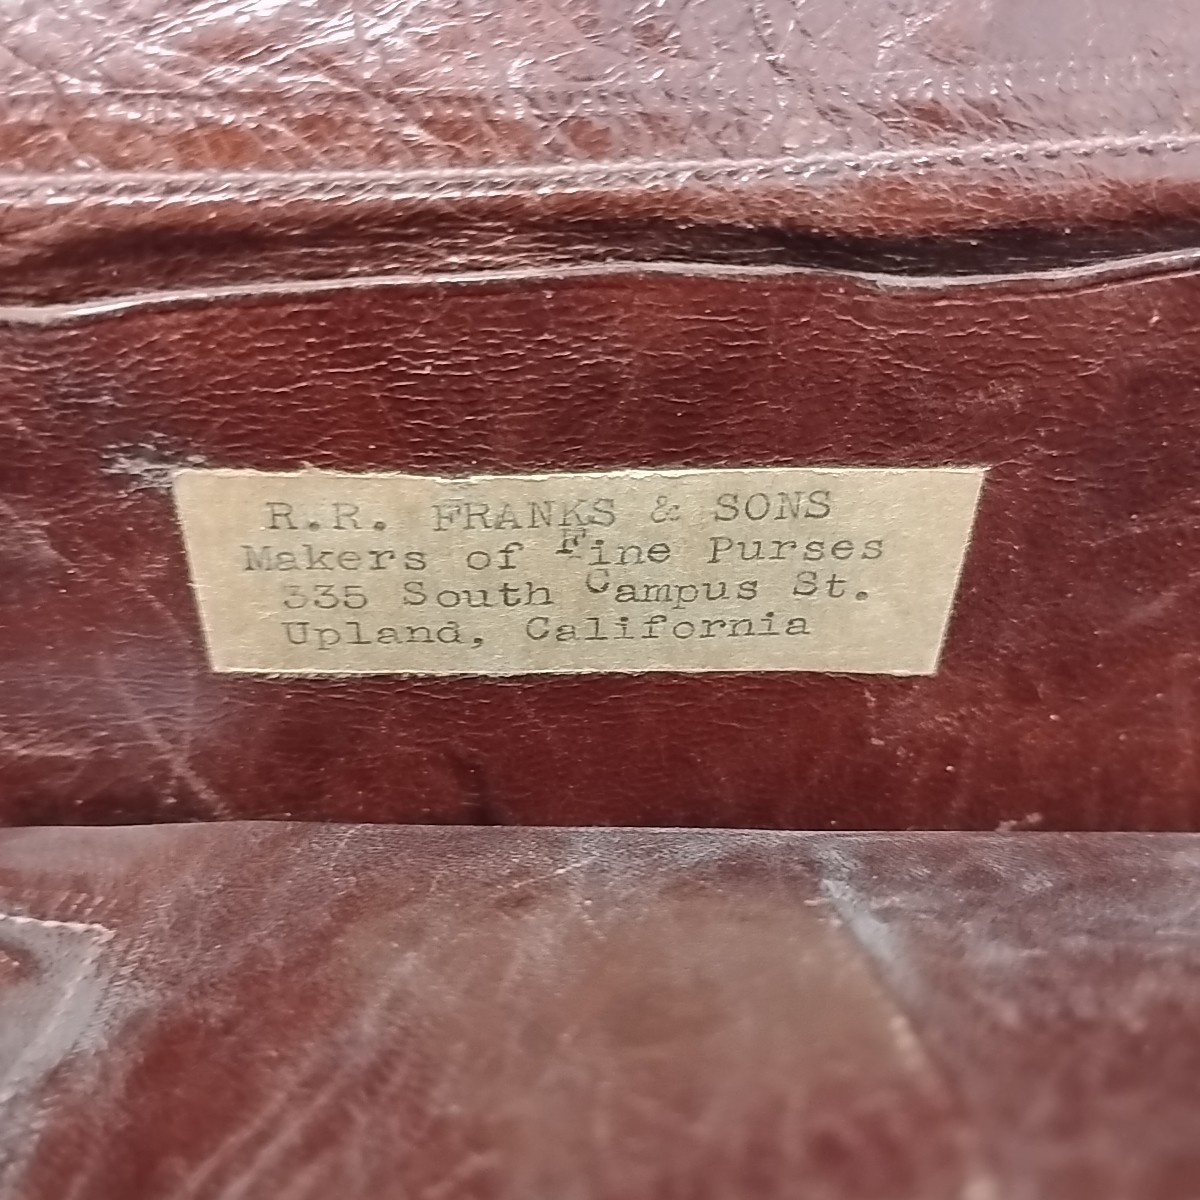 R.R. FRANKS & SONS
Makers of Fine Purses
335 South Campus St.
Upland, California